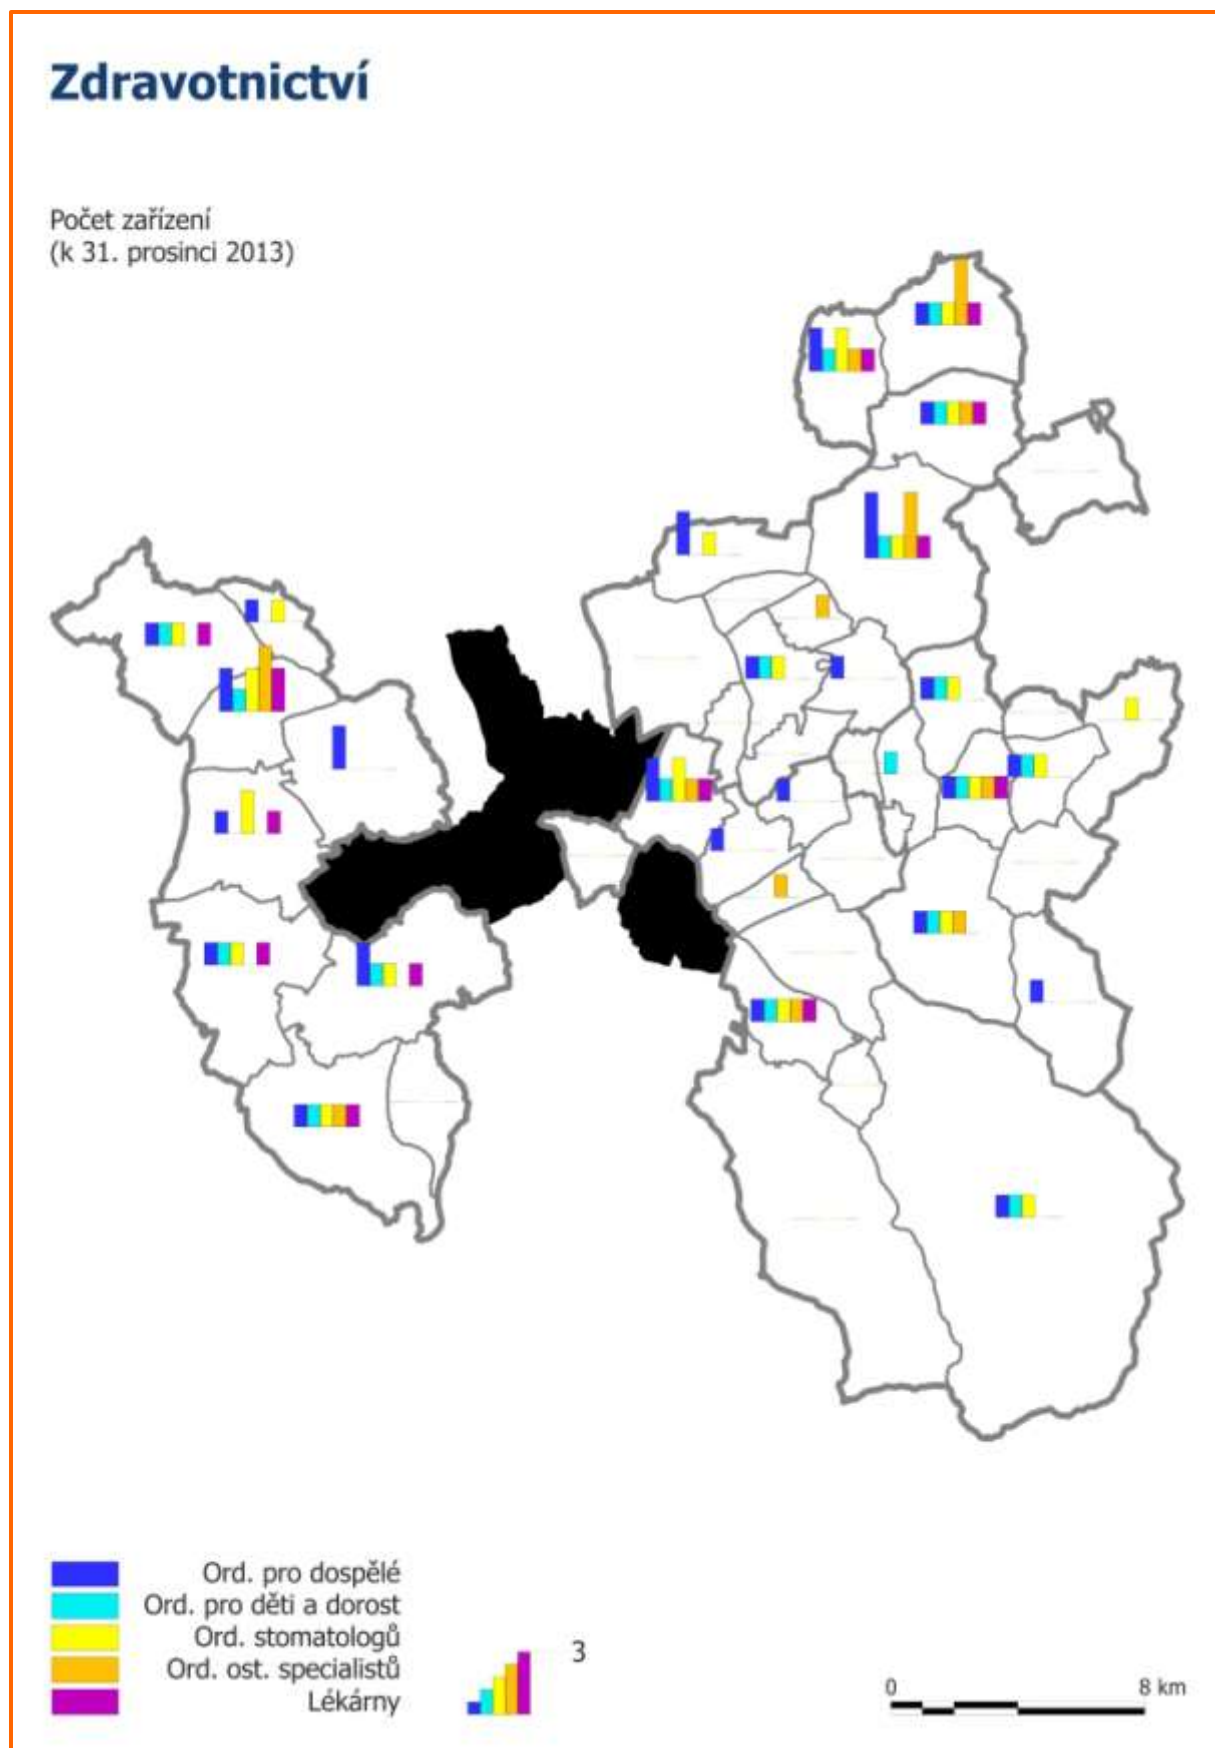 Zdravotnictví
Počet zařízení
(k 31. prosinci 2013)
Ord. pro dospělé
Ord. pro děti a dorost
Ord. stomatologů
Ord. ost. specialistů
Lékárny
3
0 8 km